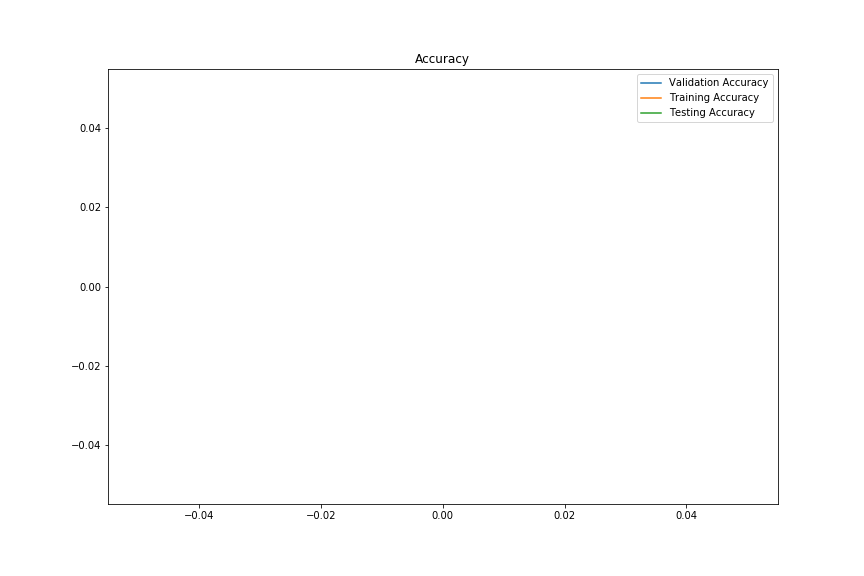 Accuracy
Validation Accuracy
Training Accuracy
Testing Accuracy
0.04
0.02
0.00
−0.02
−0.04
−0.04 −0.02 0.00 0.02 0.04